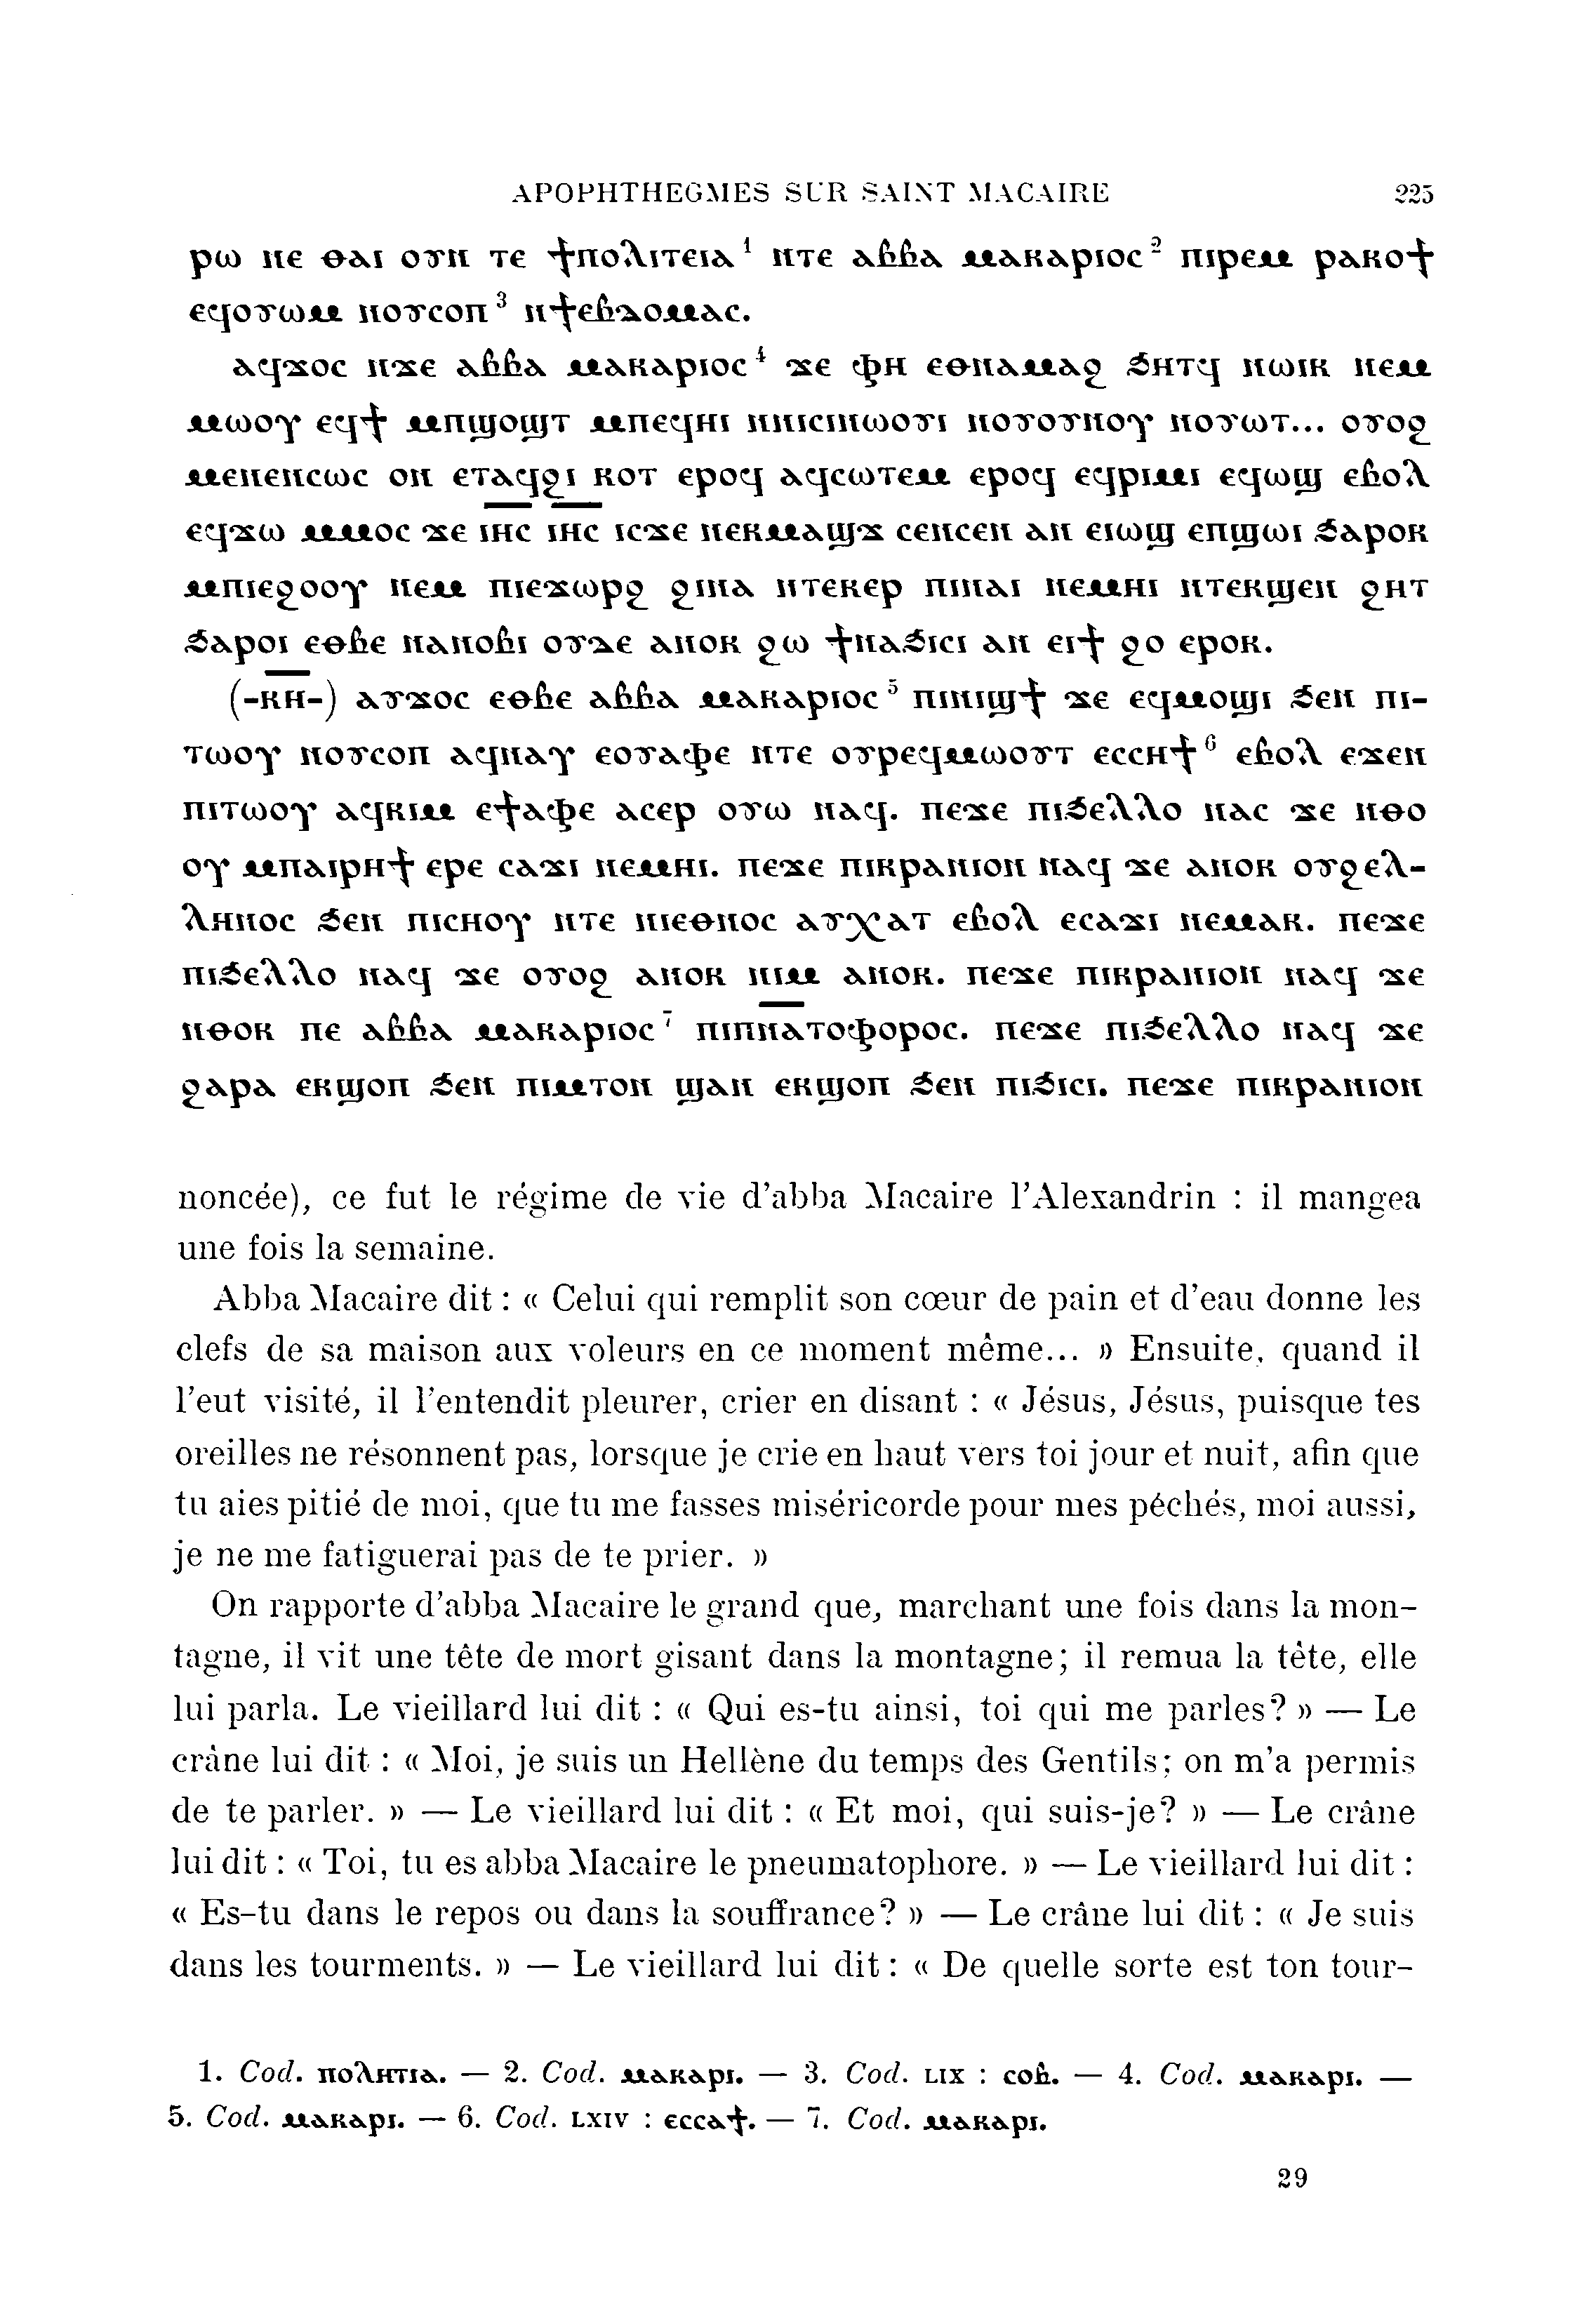 APOPHTHEGMES SUR SAINT MACAIRE 225
ⲣⲱ ⲡⲉ ⲑⲁⲓ ⲟⲩⲛ ⲧⲉ ϯⲡⲟⲗⲓⲧⲉⲓⲁ ¹ ⲛⲧⲉ ⲁⲃⲃⲁ ⲙⲁⲕⲁⲣⲓⲟⲥ ² ⲡⲓⲣⲉⲙ ⲣⲁⲕⲟϯ
ⲉϥⲟⲩⲱⲙ ⲛⲟⲩⲥⲟⲡ ³ ⲛϯⲉⲃⲇⲟⲙⲁⲥ.
ⲁϥϫⲟⲥ ⲛϫⲉ ⲁⲃⲃⲁ ⲙⲁⲕⲁⲣⲓⲟⲥ ⁴ ϫⲉ ⲫⲏ ⲉⲑⲛⲁⲙⲁϩ ϧⲏⲧϥ ⲛⲱⲓⲕ ⲛⲉⲙ
ⲙⲱⲟⲩ ⲉϥϯ ⲙⲡϣⲟϣⲧ ⲙⲡⲉϥⲏⲓ ⲛⲛⲓⲥⲓⲛⲱⲟⲩⲓ ⲛⲟⲩⲟⲩⲛⲟⲩ ⲛⲟⲩⲱⲧ... ⲟⲩⲟϩ
ⲙⲉⲛⲉⲛⲥⲱⲥ ⲟⲛ ⲉⲧⲁϥϩⲓ ⲕⲟⲧ ⲉⲣⲟϥ ⲁϥⲥⲱⲧⲉⲙ ⲉⲣⲟϥ ⲉϥⲣⲓⲙⲓ ⲉϥⲱϣ ⲉⲃⲟⲗ
ⲉϥϫⲱ ⲙⲙⲟⲥ ϫⲉ ⲓ̅ⲏ̅ⲥ̅ ⲓ̅ⲏ̅ⲥ̅ ⲓⲥϫⲉ ⲛⲉⲕⲙⲁϣϫ ⲥⲉⲛⲥⲉⲛ ⲁⲛ ⲉⲓⲱϣ ⲉⲡϣⲱⲓ ϧⲁⲣⲟⲕ
ⲙⲡⲓⲉϩⲟⲟⲩ ⲛⲉⲙ ⲡⲓⲉϫⲱⲣϩ ϩⲓⲛⲁ ⲛⲧⲉⲕⲉⲣ ⲡⲓⲛⲁⲓ ⲛⲉⲙⲏⲓ ⲛⲧⲉⲕϣⲉⲛ ϩⲏⲧ
ϧⲁⲣⲟⲓ ⲉⲑⲃⲉ ⲛⲁⲛⲟⲃⲓ ⲟⲩⲇⲉ ⲁⲛⲟⲕ ϩⲱ ϯⲛⲁϧⲓⲥⲓ ⲁⲛ ⲉⲓϯ ϩⲟ ⲉⲣⲟⲕ.
(-ⲕ̅ⲏ̅-) ⲁⲩϫⲟⲥ ⲉⲑⲃⲉ ⲁⲃⲃⲁ ⲙⲁⲕⲁⲣⲓⲟⲥ ⁵ ⲡⲓⲛⲓϣϯ ϫⲉ ⲉϥⲙⲟϣⲓ ϧⲉⲛ ⲡⲓ-
ⲧⲱⲟⲩ ⲛⲟⲩⲥⲟⲡ ⲁϥⲛⲁⲩ ⲉⲟⲩⲁⲫⲉ ⲛⲧⲉ ⲟⲩⲣⲉϥⲙⲱⲟⲩⲧ ⲉⲥⲥⲏϯ ⁶ ⲉⲃⲟⲗ ⲉϫⲉⲛ
ⲡⲓⲧⲱⲟⲩ ⲁϥⲕⲓⲙ ⲉϯⲁⲫⲉ ⲁⲥⲉⲣ ⲟⲩⲱ ⲛⲁϥ. ⲡⲉϫⲉ ⲡⲓϧⲉⲗⲗⲟ ⲛⲁⲥ ϫⲉ ⲛⲑⲟ
ⲟⲩ ⲙⲡⲁⲓⲣⲏϯ ⲉⲣⲉ ⲥⲁϫⲓ ⲛⲉⲙⲏⲓ. ⲡⲉϫⲉ ⲡⲓⲕⲣⲁⲛⲓⲟⲛ ⲛⲁϥ ϫⲉ ⲁⲛⲟⲕ ⲟⲩϩⲉⲗ-
ⲗⲏⲛⲟⲥ ϧⲉⲛ ⲡⲓⲥⲏⲟⲩ ⲛⲧⲉ ⲛⲓⲉⲑⲛⲟⲥ ⲁⲩⲭⲁⲧ ⲉⲃⲟⲗ ⲉⲥⲁϫⲓ ⲛⲉⲙⲁⲕ. ⲡⲉϫⲉ
ⲡⲓϧⲉⲗⲗⲟ ⲛⲁϥ ϫⲉ ⲟⲩⲟϩ ⲁⲛⲟⲕ ⲛⲓⲙ ⲁⲛⲟⲕ. ⲡⲉϫⲉ ⲡⲓⲕⲣⲁⲛⲓⲟⲛ ⲛⲁϥ ϫⲉ
ⲛⲑⲟⲕ ⲡⲉ ⲁⲃⲃⲁ ⲙⲁⲕⲁⲣⲓⲟⲥ ⁷ ⲡⲓⲡ̅ⲛ̅ⲁ̅ⲧⲟⲫⲟⲣⲟⲥ. ⲡⲉϫⲉ ⲡⲓϧⲉⲗⲗⲟ ⲛⲁϥ ϫⲉ
ϩⲁⲣⲁ ⲉⲕϣⲟⲡ ϧⲉⲛ ⲡⲓⲙⲧⲟⲛ ϣⲁⲛ ⲉⲕϣⲟⲡ ϧⲉⲛ ⲡⲓϧⲓⲥⲓ. ⲡⲉϫⲉ ⲡⲓⲕⲣⲁⲛⲓⲟⲛ
noncée), ce fut le régime de vie d'abba Macaire l'Alexandrin : il mangea
une fois la semaine.
Abba Macaire dit : « Celui qui remplit son cœur de pain et d'eau donne les
clefs de sa maison aux voleurs en ce moment même... » Ensuite, quand il
l'eut visité, il l'entendit pleurer, crier en disant : « Jésus, Jésus, puisque tes
oreilles ne résonnent pas, lorsque je crie en haut vers toi jour et nuit, afin que
tu aies pitié de moi, que tu me fasses miséricorde pour mes péchés, moi aussi,
je ne me fatiguerai pas de te prier. »
On rapporte d'abba Macaire le grand que, marchant une fois dans la mon-
tagne, il vit une tête de mort gisant dans la montagne; il remua la tête, elle
lui parla. Le vieillard lui dit : « Qui es-tu ainsi, toi qui me parles? » — Le
crâne lui dit : « Moi, je suis un Hellène du temps des Gentils; on m'a permis
de te parler. » — Le vieillard lui dit : « Et moi, qui suis-je? » — Le crâne
lui dit : « Toi, tu es abba Macaire le pneumatophore. » — Le vieillard lui dit :
« Es-tu dans le repos ou dans la souffrance? » — Le crâne lui dit : « Je suis
dans les tourments. » — Le vieillard lui dit : « De quelle sorte est ton tour-
1. Cod. ⲡⲟⲗⲏⲧⲓⲁ. — 2. Cod. ⲙⲁⲕⲁⲣⲓ. — 3. Cod. LIX : ⲥⲟⲃ. — 4. Cod. ⲙⲁⲕⲁⲣⲓ. —
5. Cod. ⲙⲁⲕⲁⲣⲓ. — 6. Cod. LXIV : ⲉⲥⲥⲁϯ. — 7. Cod. ⲙⲁⲕⲁⲣⲓ.
29